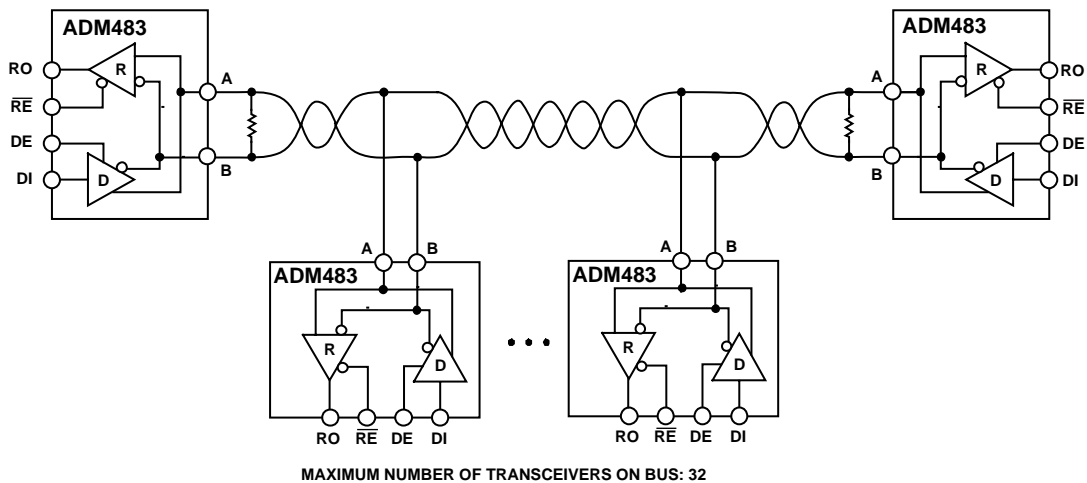 ADM483
RO
R
A
RE
DE
DI
D
B
ADM483
A
R
RO
RE
DE
D
DI
B
A
B
ADM483
R
D
RO
RE
DE
DI
A
B
ADM483
R
D
RO
RE
DE
DI
MAXIMUM NUMBER OF TRANSCEIVERS ON BUS: 32